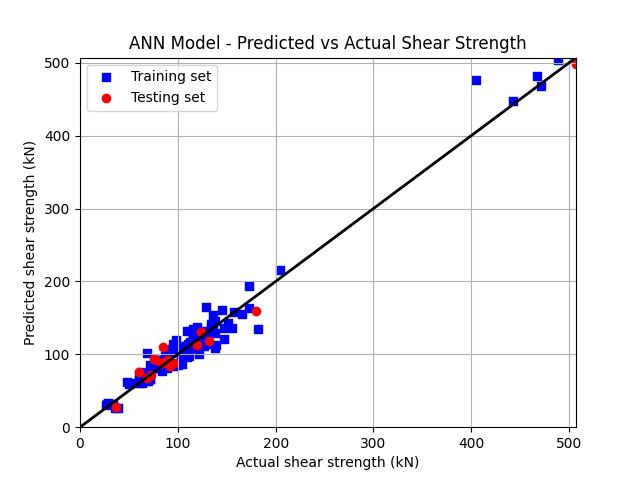 ANN Model - Predicted vs Actual Shear Strength
Training set
Testing set
Predicted shear strength (kN)
500
400
300
200
100
0
0 100 200 300 400 500
Actual shear strength (kN)